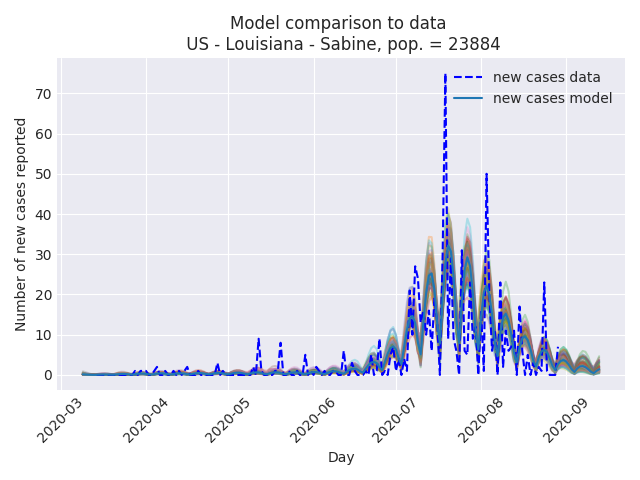 Model comparison to data
US - Louisiana - Sabine, pop. = 23884
new cases data
new cases model
Number of new cases reported
70
60
50
40
30
20
10
0
2020-03
2020-04
2020-05
2020-06
2020-07
2020-08
2020-09
Day